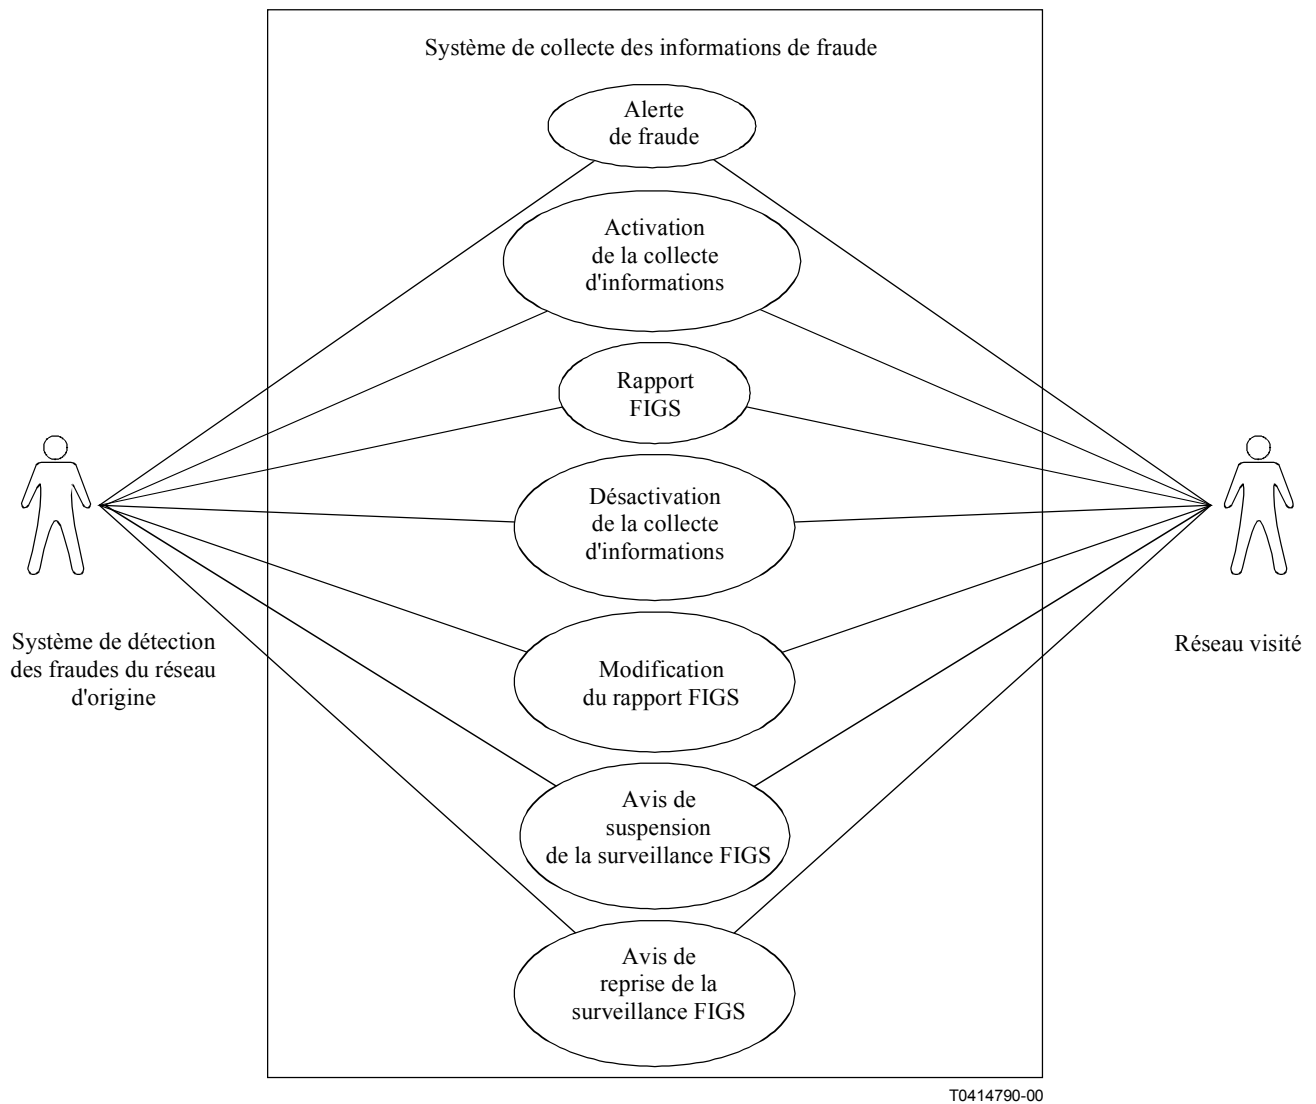 Système de collecte des informations de fraude
Alerte
de fraude
Activation
de la collecte
d'informations
Rapport
FIGS
Désactivation
de la collecte
d'informations
Système de détection
des fraudes du réseau
d'origine
Réseau visité
Modification
du rapport FIGS
Avis de
suspension
de la surveillance FIGS
Avis de
reprise de la
surveillance FIGS
T0414790-00